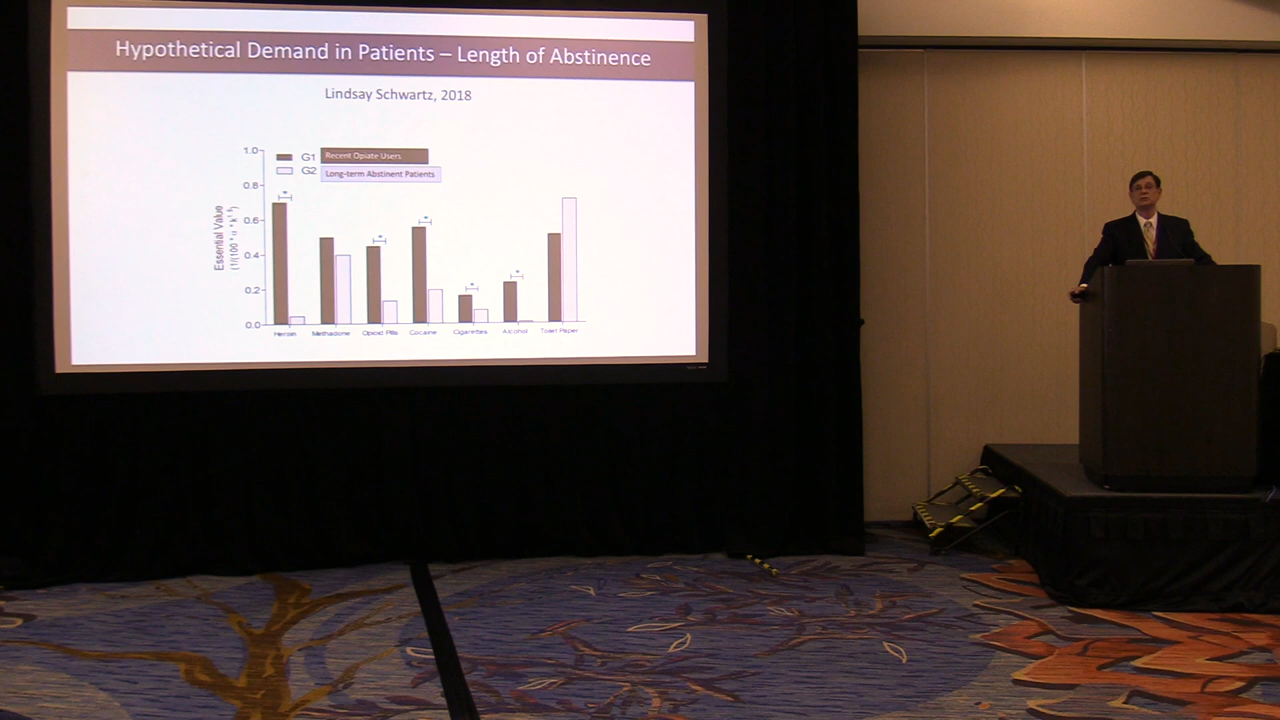 Hypothetical Demand in Patients – Length of Abstinence
Lindsay Schwartz, 2018
1.0
0.8
0.6
0.4
0.2
0.0
Essential Value
G1 Recent Opiate Users
G2 Long-term Abstinent Patients
*
*
*
*
*
Heroin
Methadone
Opioid Pills
Cocaine
Cigarettes
Alcohol
Toilet Paper